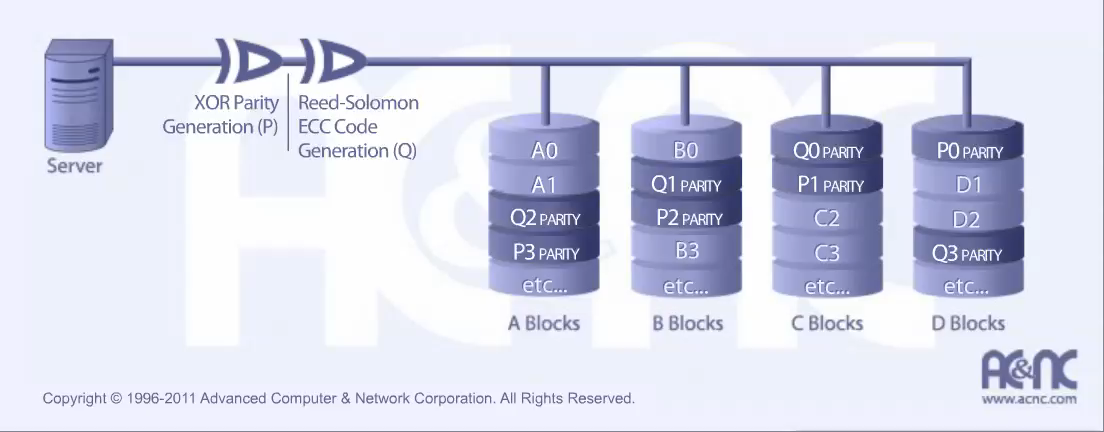 Server
XOR Parity
Generation (P)
Reed-Solomon
ECC Code
Generation (Q)
A0
A1
Q2 PARITY
P3 PARITY
etc...
A Blocks
B0
Q1 PARITY
P2 PARITY
B3
etc...
B Blocks
Q0 PARITY
P1 PARITY
C2
C3
etc...
C Blocks
P0 PARITY
D1
D2
Q3 PARITY
etc...
D Blocks
AC&NC
AC&NC
www.acnc.com
Copyright © 1996-2011 Advanced Computer & Network Corporation. All Rights Reserved.